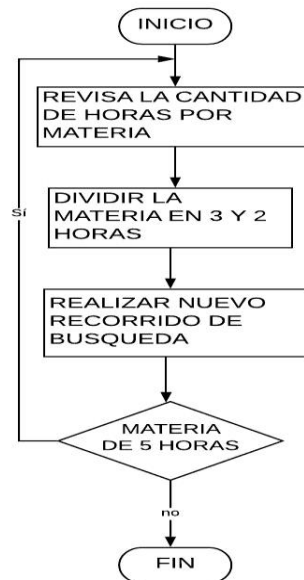 INICIO
REVISA LA CANTIDAD
DE HORAS POR
MATERIA
DIVIDIR LA
MATERIA EN 3 Y 2
HORAS
Sí
REALIZAR NUEVO
RECORRIDO DE
BUSQUEDA
MATERIA
DE 5 HORAS
no
FIN